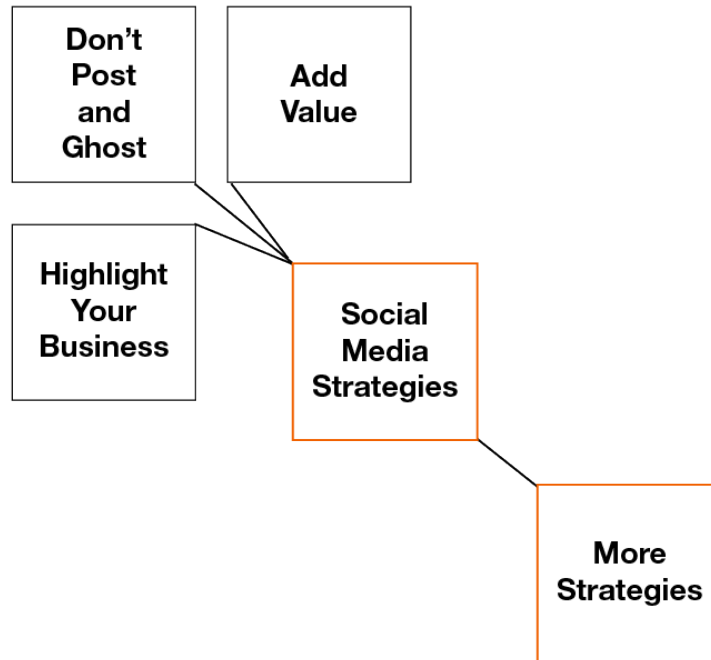 Don’t
Post
and
Ghost
Add
Value
Highlight
Your
Business
Social
Media
Strategies
More
Strategies